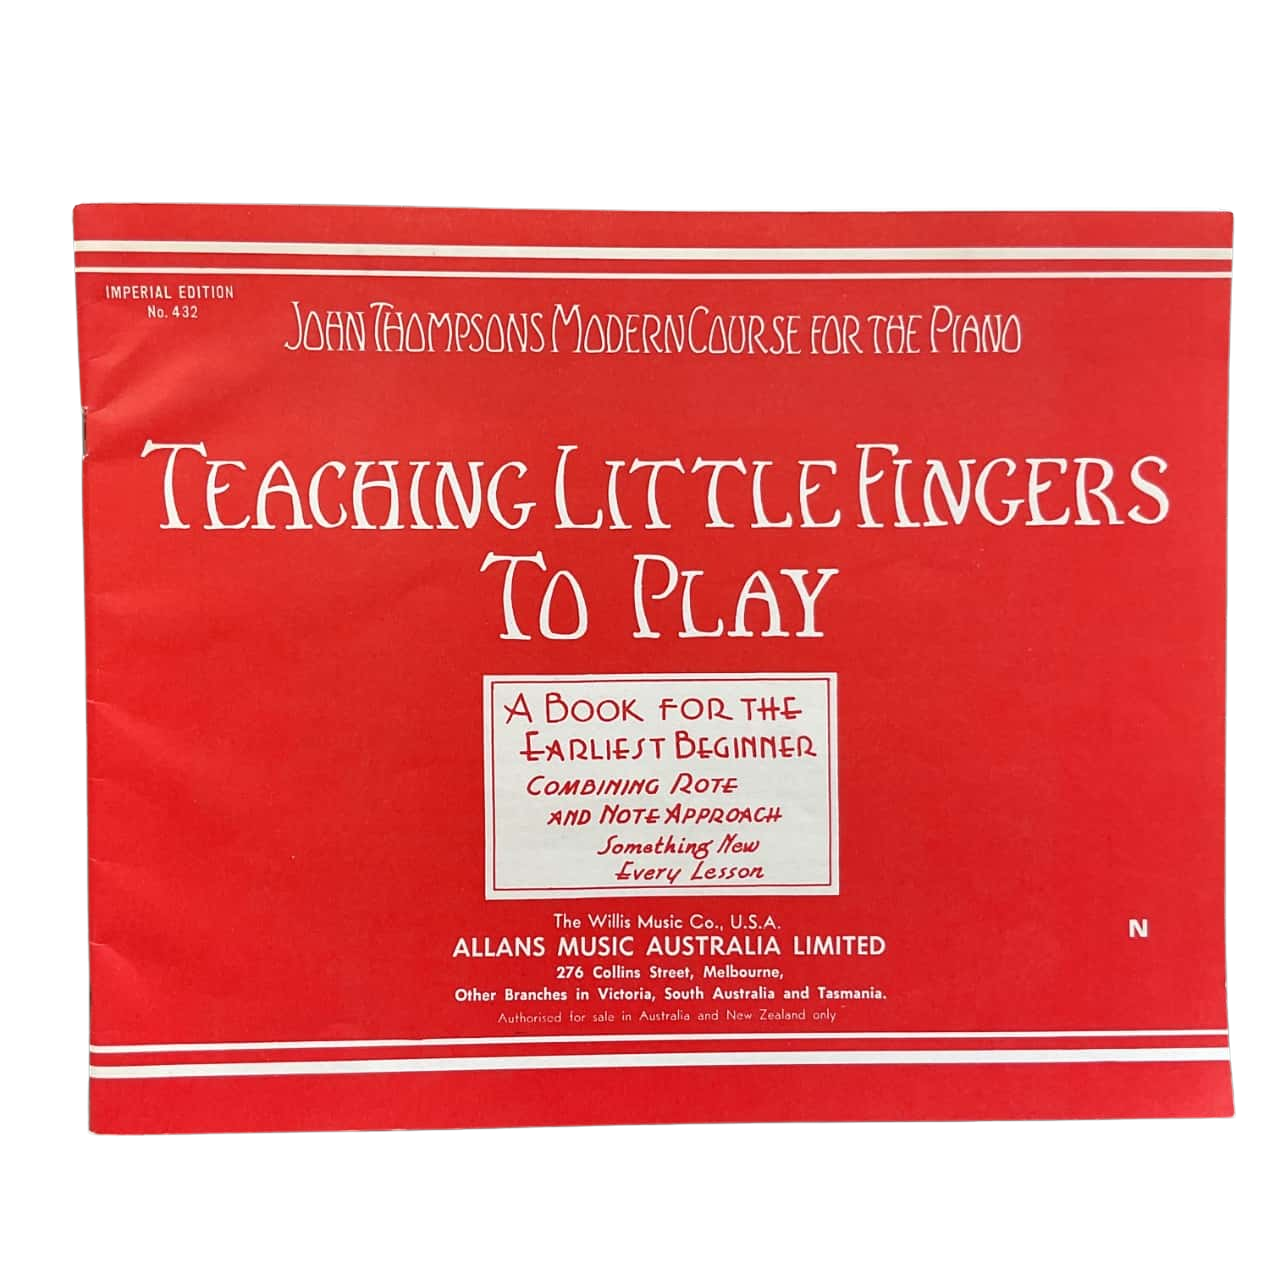 IMPERIAL EDITION
No. 432
JOHN THOMPSONS MODERN COURSE FOR THE PIANO
TEACHING LITTLE FINGERS
TO PLAY
A BOOK FOR THE
EARLIEST BEGINNER
COMBINING ROTE
AND NOTE APPROACH
Something New
Every Lesson
The Willis Music Co., U.S.A.
ALLANS MUSIC AUSTRALIA LIMITED
276 Collins Street, Melbourne,
Other Branches in Victoria, South Australia and Tasmania.
Authorised for sale in Australia and New Zealand only
N